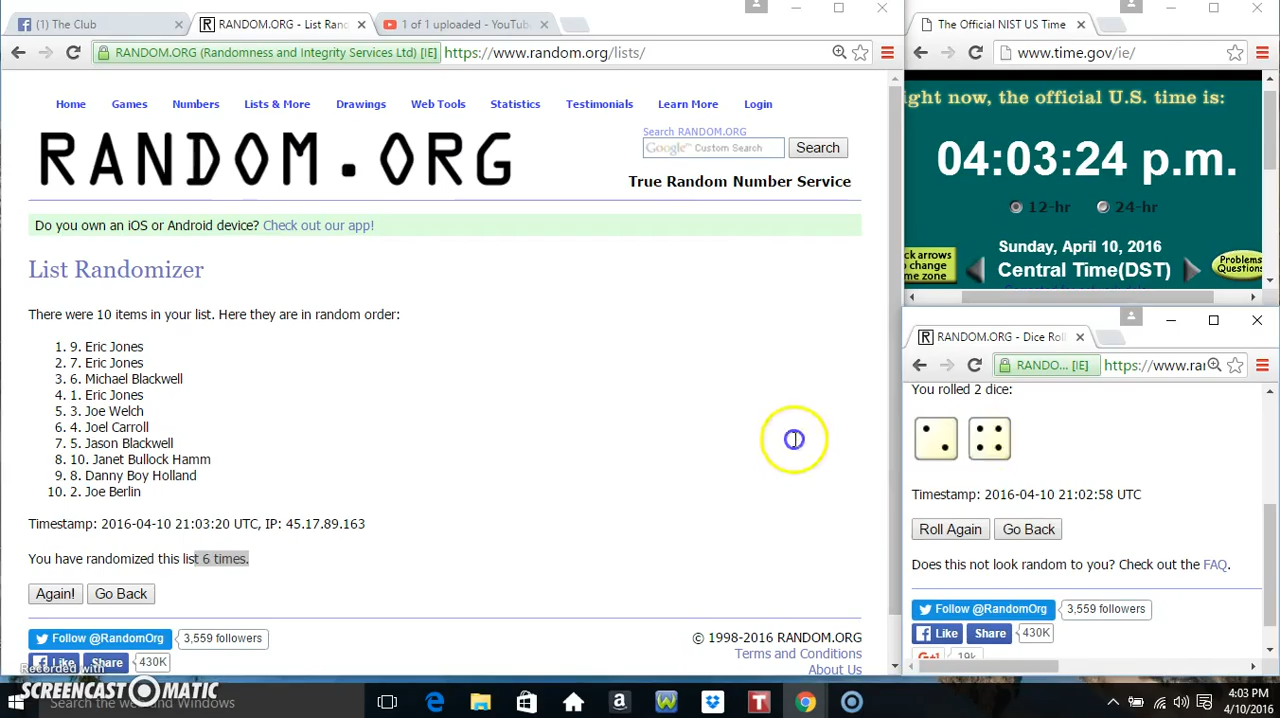 (1) The Club
RANDOM.ORG - List Rand
1 of 1 uploaded - YouTub
RANDOM.ORG (Randomness and Integrity Services Ltd) [IE]
https://www.random.org/lists/
Home Games Numbers Lists & More Drawings Web Tools Statistics Testimonials Learn More Login
RANDOM.ORG
Search RANDOM.ORG
Google™ Custom Search
Search
True Random Number Service
Do you own an iOS or Android device? Check out our app!
List Randomizer
There were 10 items in your list. Here they are in random order:
1. 9. Eric Jones
2. 7. Eric Jones
3. 6. Michael Blackwell
4. 1. Eric Jones
5. 3. Joe Welch
6. 4. Joel Carroll
7. 5. Jason Blackwell
8. 10. Janet Bullock Hamm
9. 8. Danny Boy Holland
10. 2. Joe Berlin
Timestamp: 2016-04-10 21:03:20 UTC, IP: 45.17.89.163
You have randomized this list 6 times.
Again! Go Back
Follow @RandomOrg 3,559 followers
Like Share 430K
© 1998-2016 RANDOM.ORG
Terms and Conditions
About Us
The Official NIST US Time
www.time.gov/ie/
ight now, the official U.S. time is:
04:03:24 p.m.
12-hr 24-hr
Sunday, April 10, 2016
Central Time(DST)
ck arrows
o change
me zone
Problems
Questions
RANDOM.ORG - Dice Roll
RANDO... [IE]
https://www.rar
You rolled 2 dice:
Timestamp: 2016-04-10 21:02:58 UTC
Roll Again Go Back
Does this not look random to you? Check out the FAQ.
Follow @RandomOrg 3,559 followers
Like Share 430K
19k
Recorded with
SCREENCAST-O-MATIC
Search the web and Windows
4:03 PM
4/10/2016